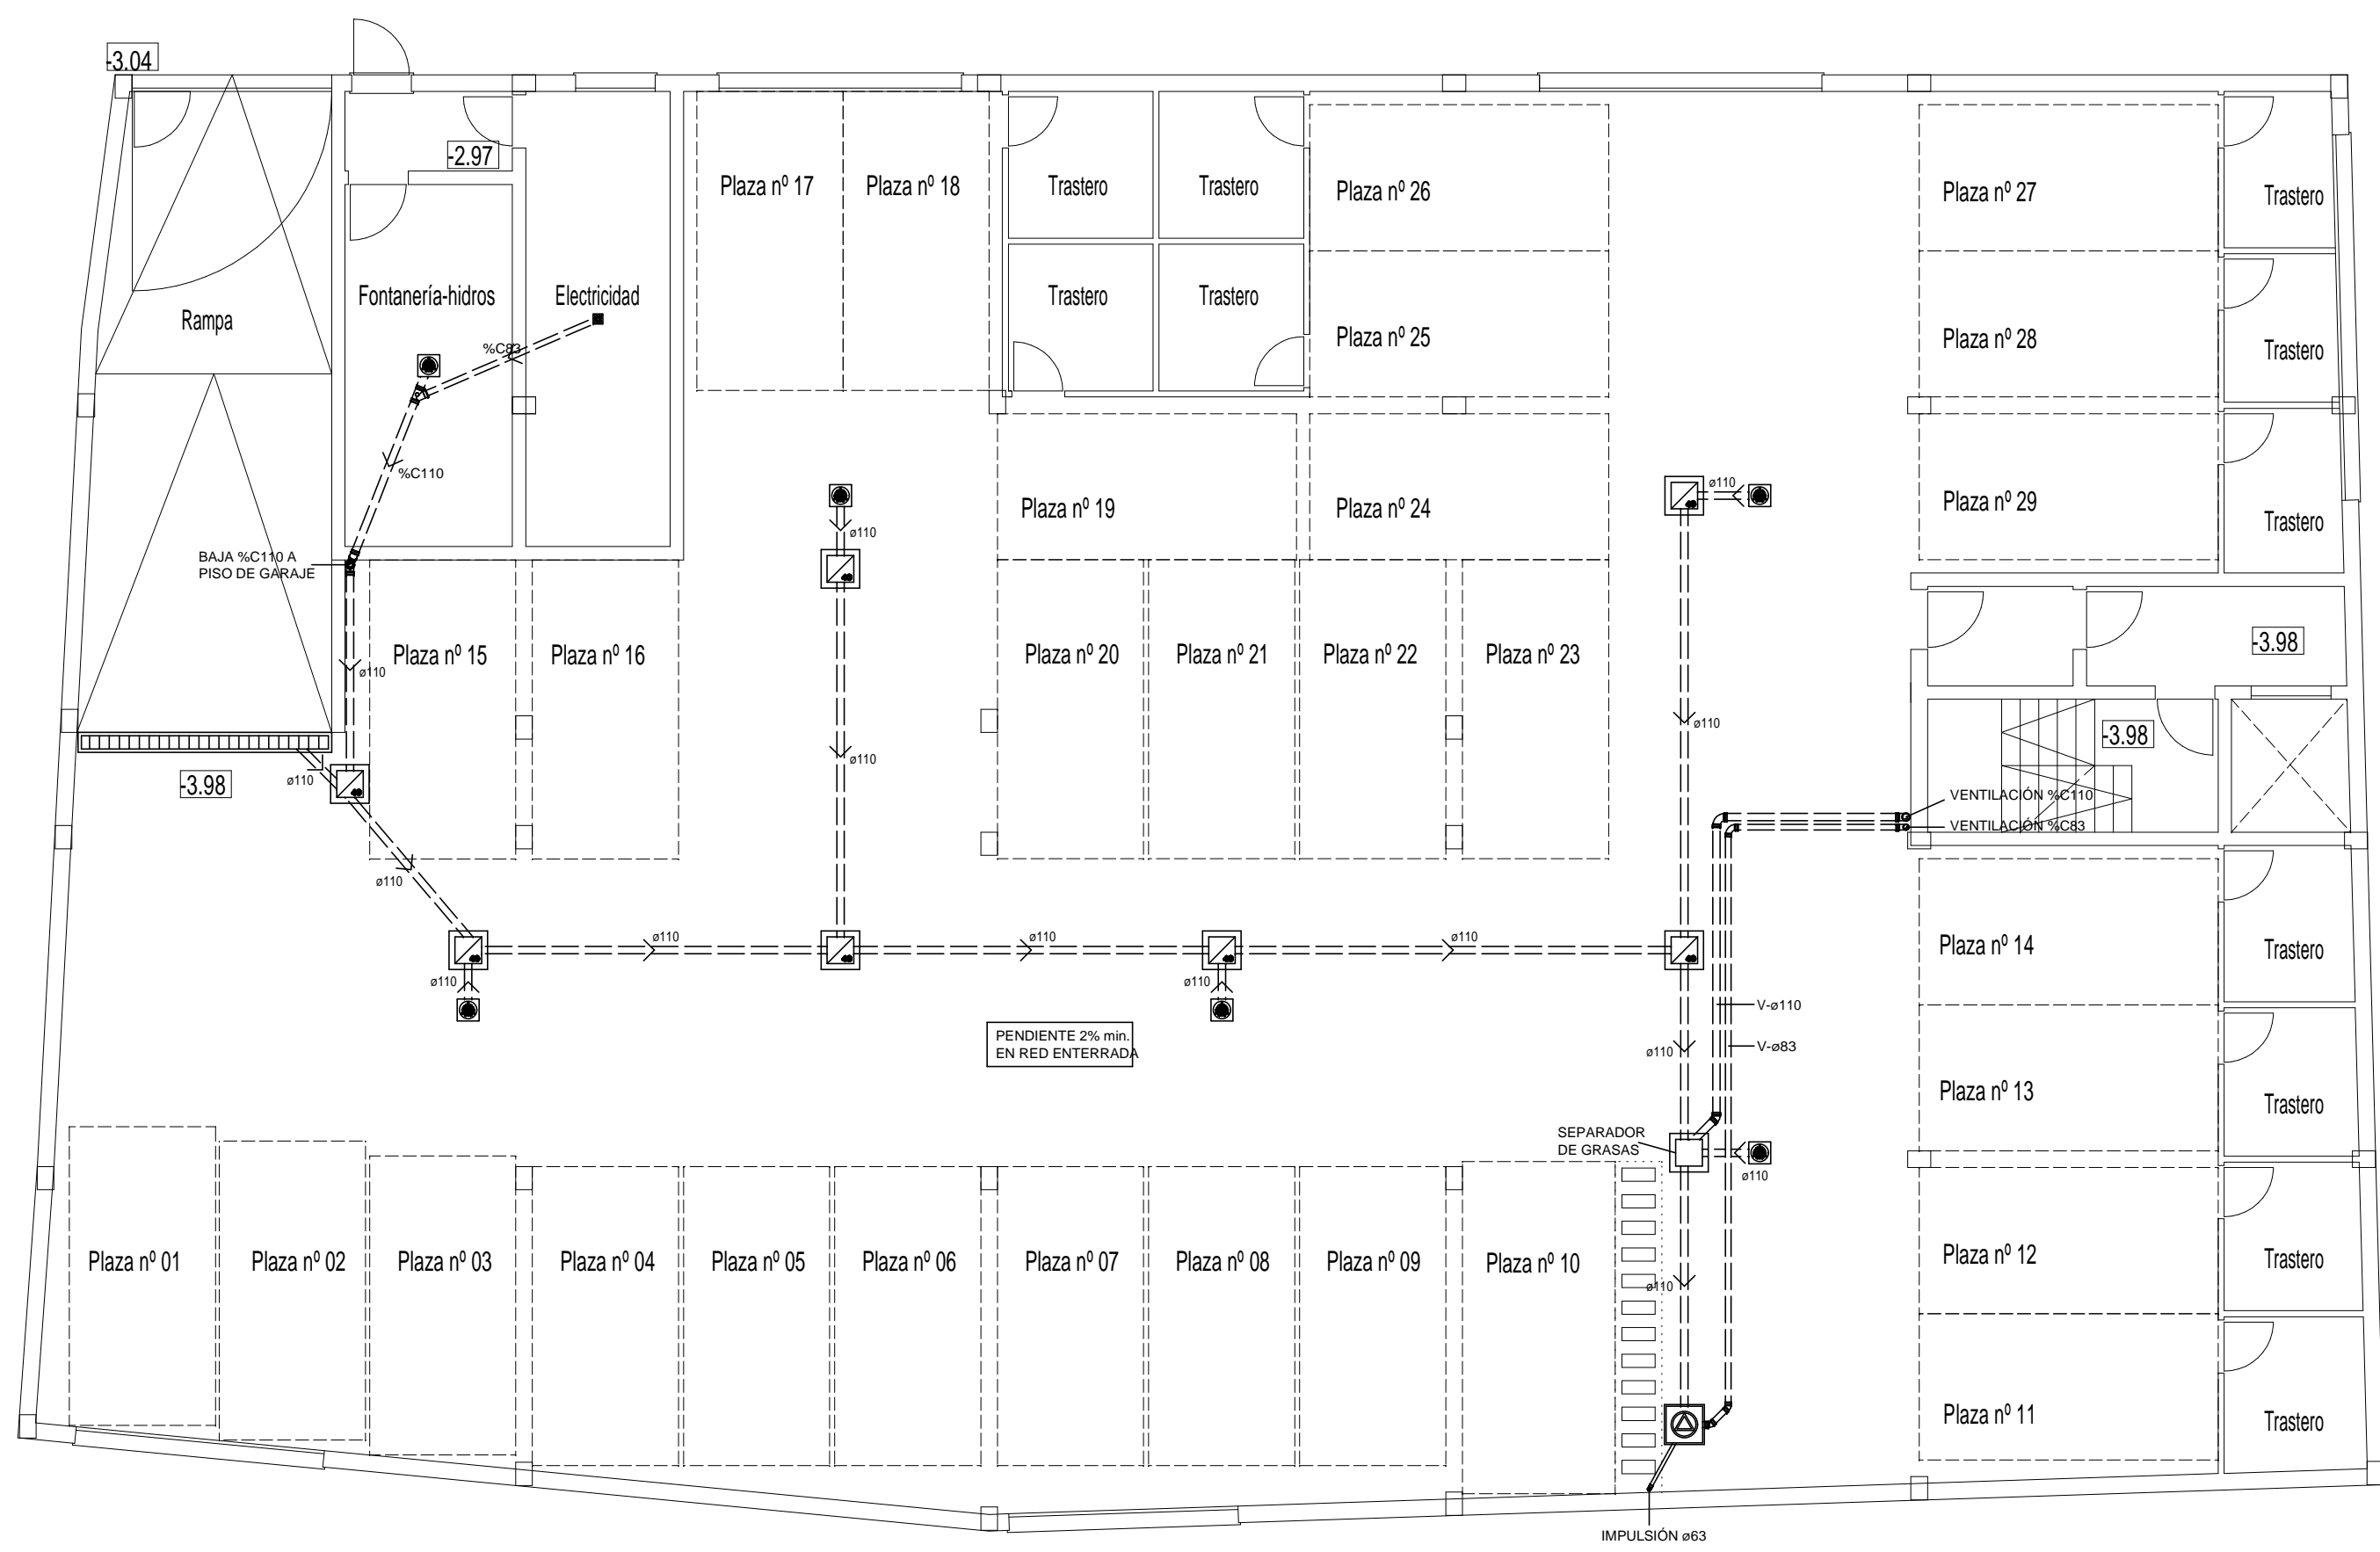 -3.04
-2.97
Plaza nº 17
Plaza nº 18
Trastero
Trastero
Plaza nº 26
Plaza nº 27
Trastero
Rampa
Fontanería-hidros
Electricidad
Trastero
Trastero
Plaza nº 25
Plaza nº 28
Trastero
%C83
%C110
ø110
Plaza nº 19
Plaza nº 24
ø110
Plaza nº 29
Trastero
BAJA %C110 A
PISO DE GARAJE
Plaza nº 15
Plaza nº 16
Plaza nº 20
Plaza nº 21
Plaza nº 22
Plaza nº 23
-3.98
ø110
ø110
ø110
-3.98
-3.98
ø110
VENTILACIÓN %C110
VENTILACIÓN %C83
ø110
ø110
ø110
ø110
Plaza nº 14
Trastero
ø110
ø110
PENDIENTE 2% min.
EN RED ENTERRADA
V-ø110
V-ø83
ø110
Plaza nº 13
Trastero
SEPARADOR
DE GRASAS
ø110
Plaza nº 01
Plaza nº 02
Plaza nº 03
Plaza nº 04
Plaza nº 05
Plaza nº 06
Plaza nº 07
Plaza nº 08
Plaza nº 09
Plaza nº 10
ø110
Plaza nº 12
Trastero
Plaza nº 11
Trastero
IMPULSIÓN ø63